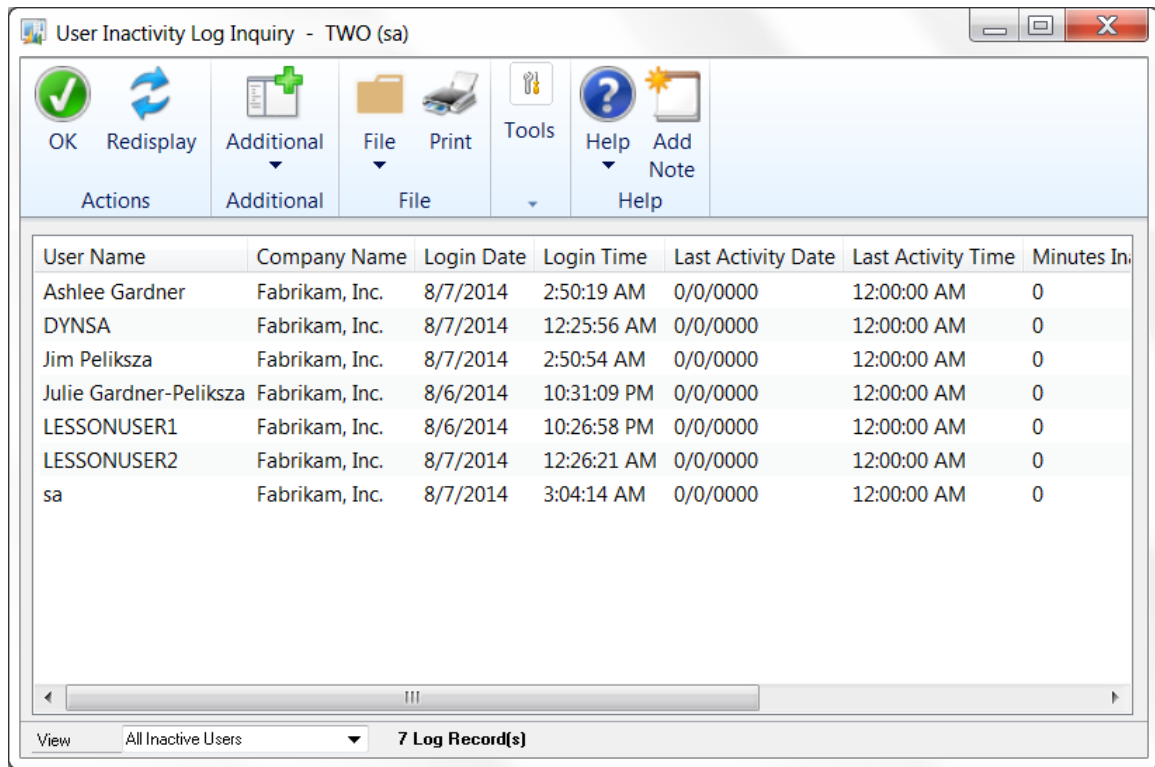 User Inactivity Log Inquiry - TWO (sa)
OK Redisplay Additional File Print Tools Help Add Note
Actions Additional File Help
User Name Company Name Login Date Login Time Last Activity Date Last Activity Time Minutes
Ashlee Gardner Fabrikam, Inc. 8/7/2014 2:50:19 AM 0/0/0000 12:00:00 AM 0
DYNSA Fabrikam, Inc. 8/7/2014 12:25:56 AM 0/0/0000 12:00:00 AM 0
Jim Peliksza Fabrikam, Inc. 8/7/2014 2:50:54 AM 0/0/0000 12:00:00 AM 0
Julie Gardner-Peliksza Fabrikam, Inc. 8/6/2014 10:31:09 PM 0/0/0000 12:00:00 AM 0
LESSONUSER1 Fabrikam, Inc. 8/6/2014 10:26:58 PM 0/0/0000 12:00:00 AM 0
LESSONUSER2 Fabrikam, Inc. 8/7/2014 12:26:21 AM 0/0/0000 12:00:00 AM 0
sa Fabrikam, Inc. 8/7/2014 3:04:14 AM 0/0/0000 12:00:00 AM 0
View All Inactive Users 7 Log Record(s)